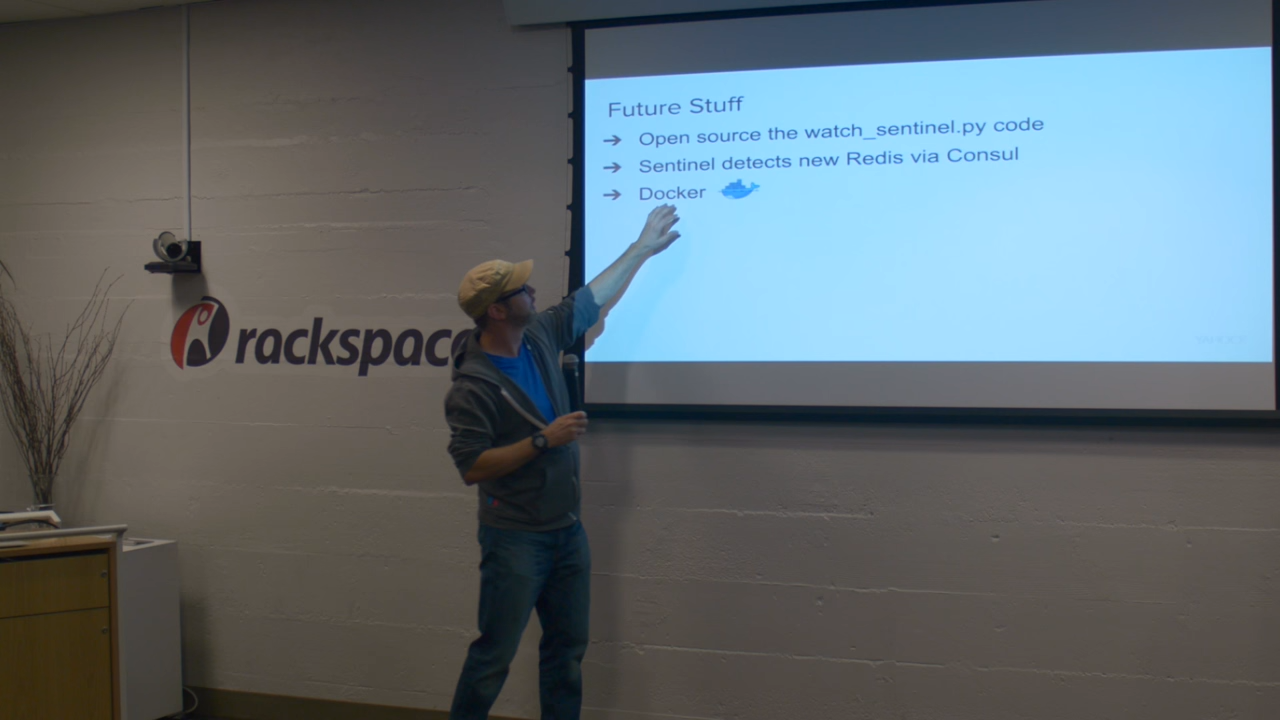 Future Stuff
➔ Open source the watch_sentinel.py code
➔ Sentinel detects new Redis via Consul
➔ Docker
rackspace